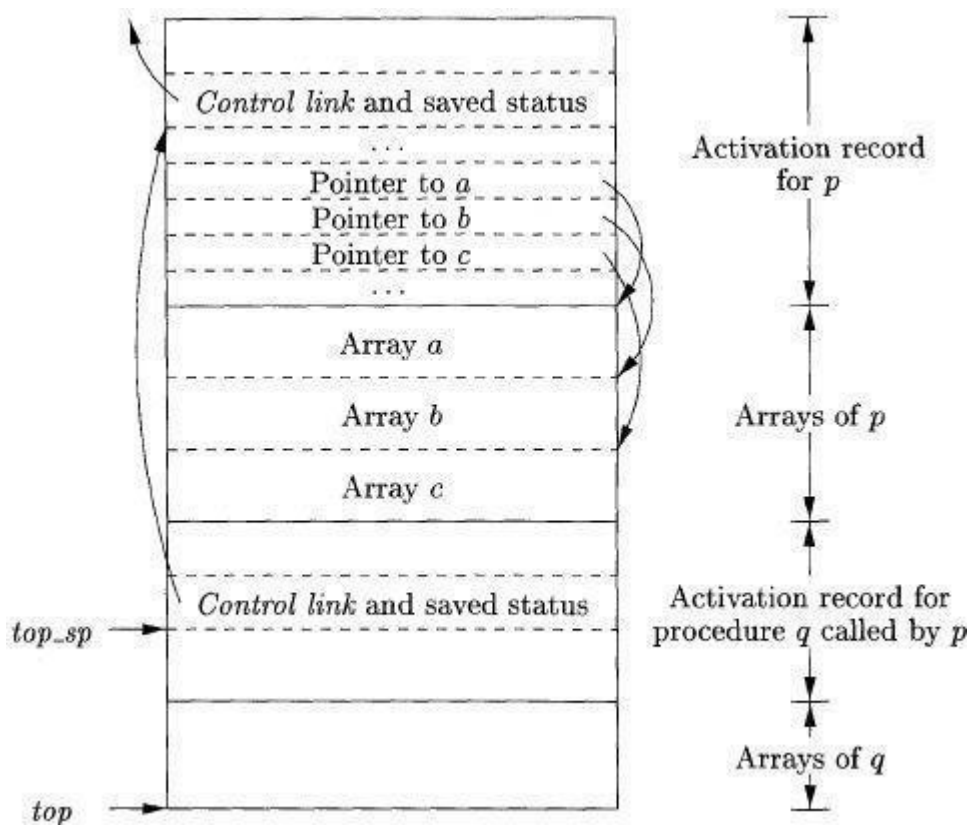 Control link and saved status
. . .
Pointer to a
Pointer to b
Pointer to c
. . .
Array a
Array b
Array c
Control link and saved status
top_sp
top
Activation record
for p
Arrays of p
Activation record for
procedure q called by p
Arrays of q